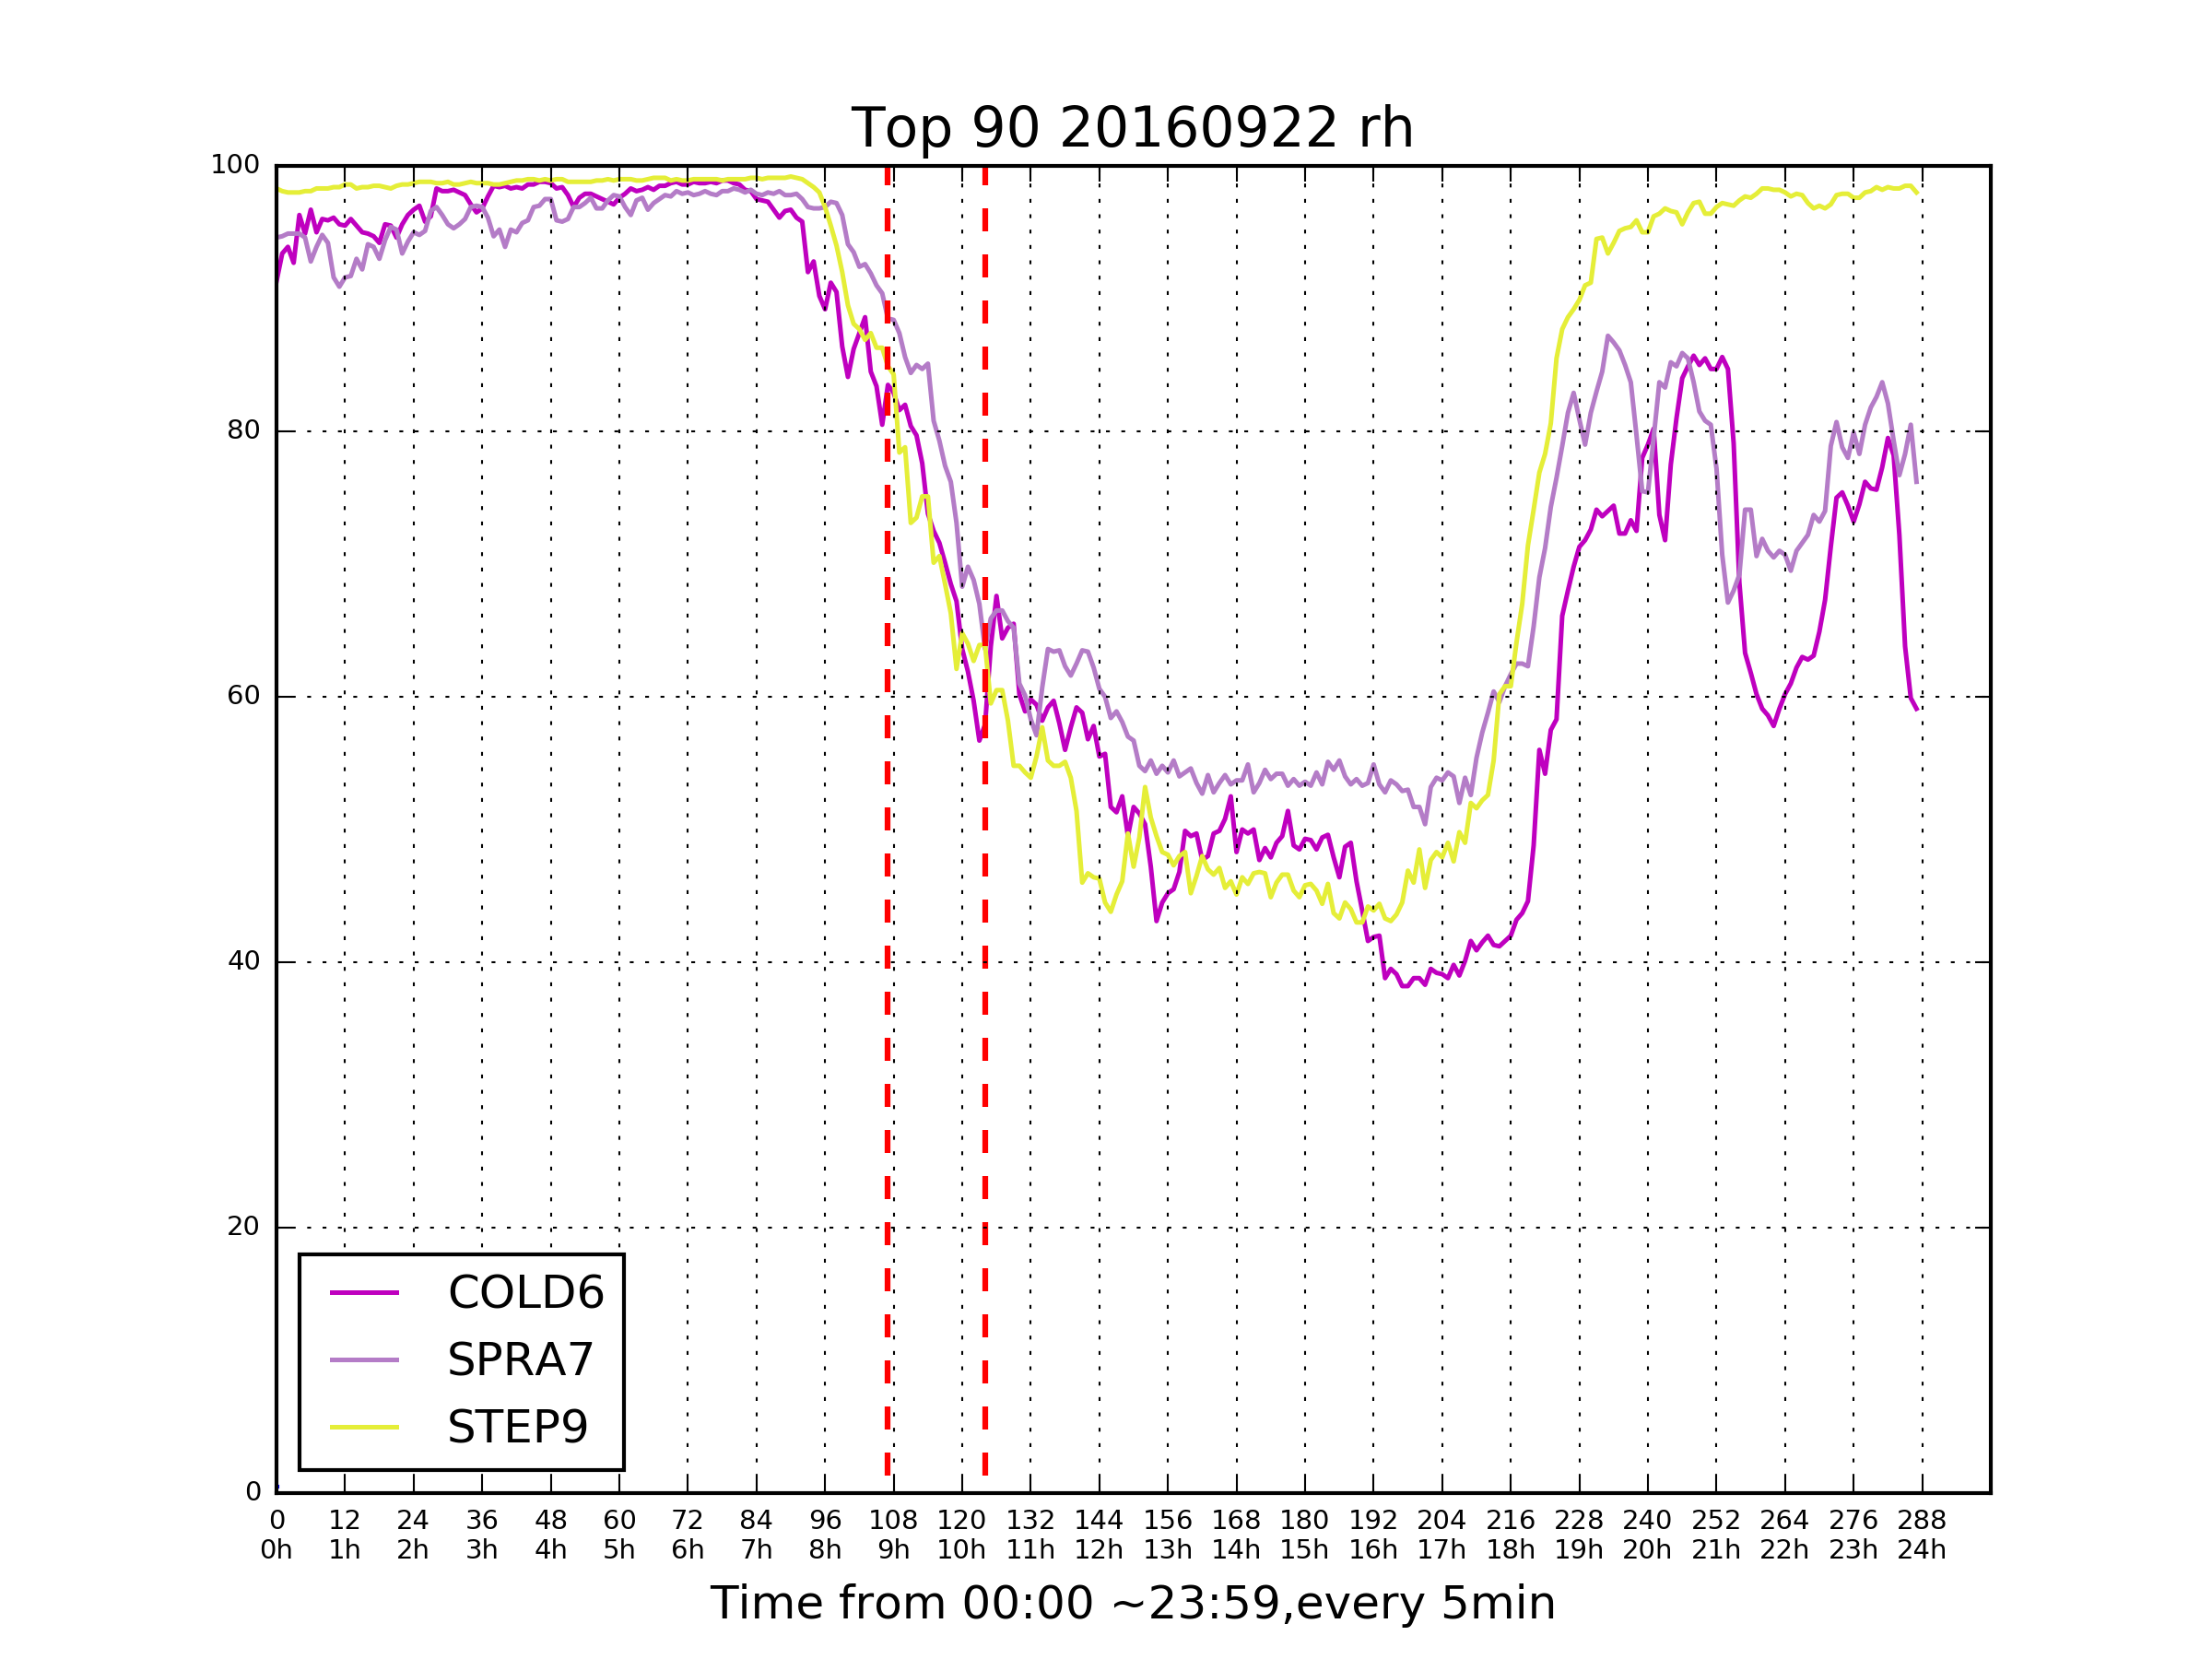 Top 90 20160922 rh
100
80
60
40
20
0
COLD6
SPRA7
STEP9
0 12 24 36 48 60 72 84 96 108 120 132 144 156 168 180 192 204 216 228 240 252 264 276 288
0h 1h 2h 3h 4h 5h 6h 7h 8h 9h 10h 11h 12h 13h 14h 15h 16h 17h 18h 19h 20h 21h 22h 23h 24h
Time from 00:00 ~23:59,every 5min